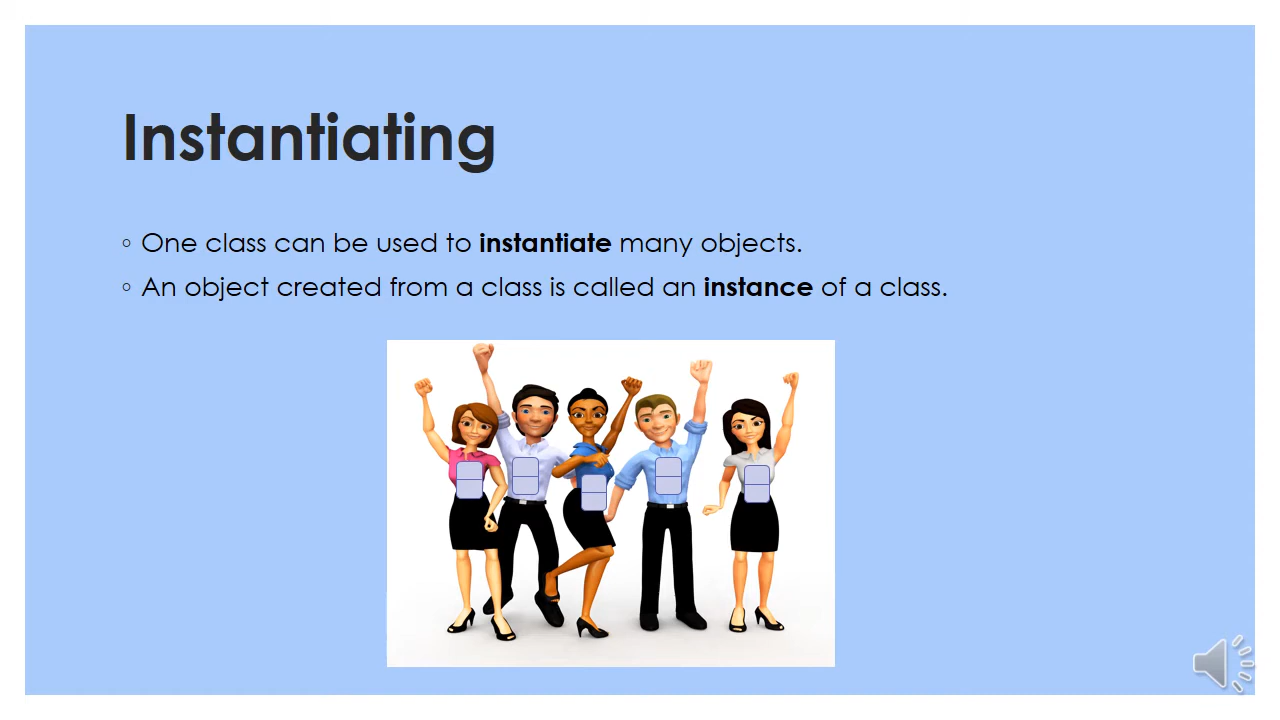 Instantiating
◦ One class can be used to instantiate many objects.
◦ An object created from a class is called an instance of a class.